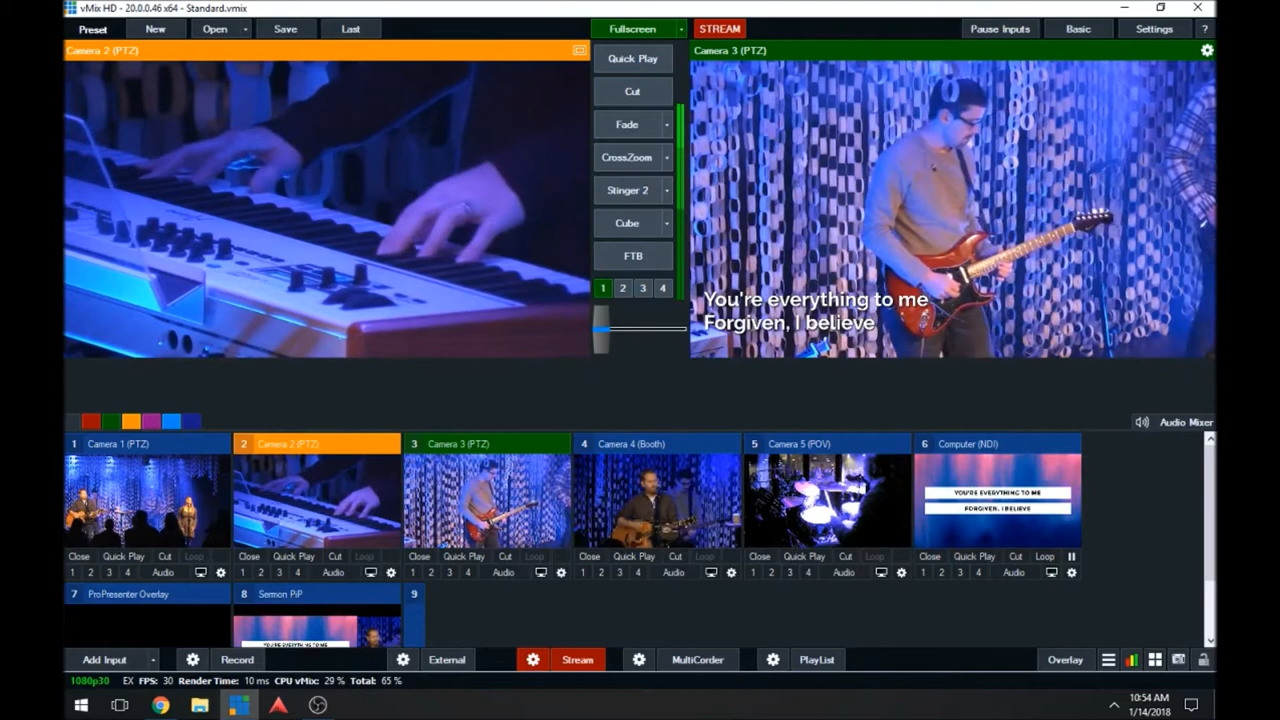 vMix HD - 20.0.0.46 x64 - Standard.vmix
Preset New Open Save Last Fullscreen STREAM Pause Inputs Basic Settings ?
Camera 2 (PTZ)
Quick Play
Cut
Fade
CrossZoom
Stinger 2
Cube
FTB
1 2 3 4
Camera 3 (PTZ)
You're everything to me
Forgiven, I believe
Audio Mixer
1 Camera 1 (PTZ) 2 Camera 2 (PTZ) 3 Camera 3 (PTZ) 4 Camera 4 (Booth) 5 Camera 5 (POV) 6 Computer (NDI)
YOU'RE EVERYTHING TO ME
FORGIVEN, I BELIEVE
Close Quick Play Cut Loop Close Quick Play Cut Loop Close Quick Play Cut Loop Close Quick Play Cut Loop Close Quick Play Cut Loop Close Quick Play Cut Loop
1 2 3 4 Audio 1 2 3 4 Audio 1 2 3 4 Audio 1 2 3 4 Audio 1 2 3 4 Audio 1 2 3 4 Audio
7 ProPresenter Overlay 8 Sermon PiP 9
YOU'RE EVERYTHING TO ME
Add Input Record External Stream MultiCorder PlayList Overlay
1080p30 EX FPS: 30 Render Time: 10 ms CPU vMix: 29 % Total: 65 %
10:54 AM
1/14/2018